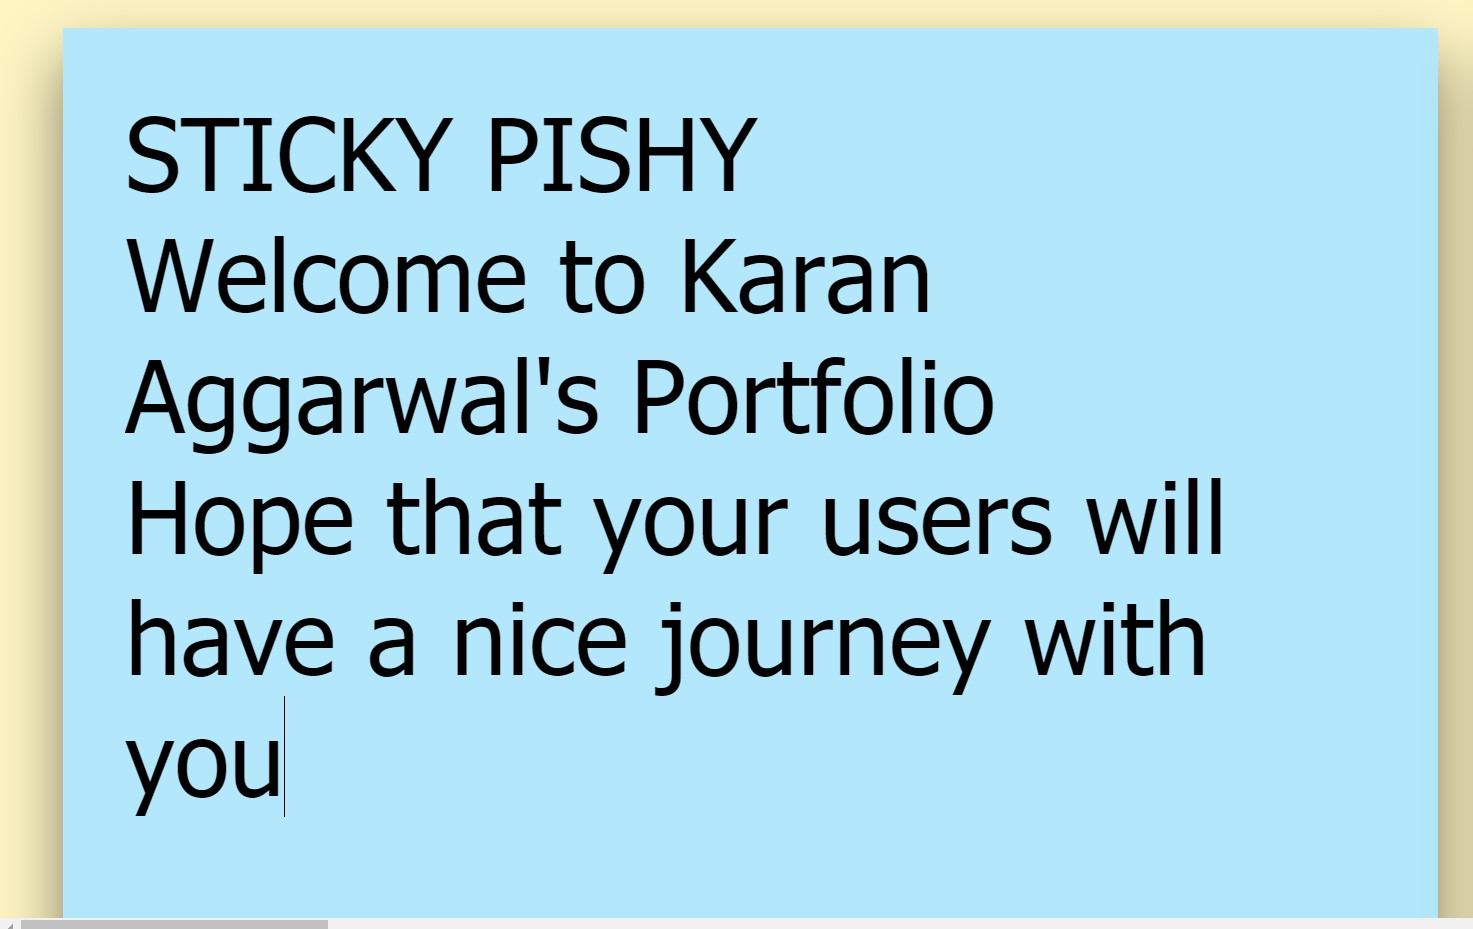 STICKY PISHY
Welcome to Karan
Aggarwal's Portfolio
Hope that your users will
have a nice journey with
you